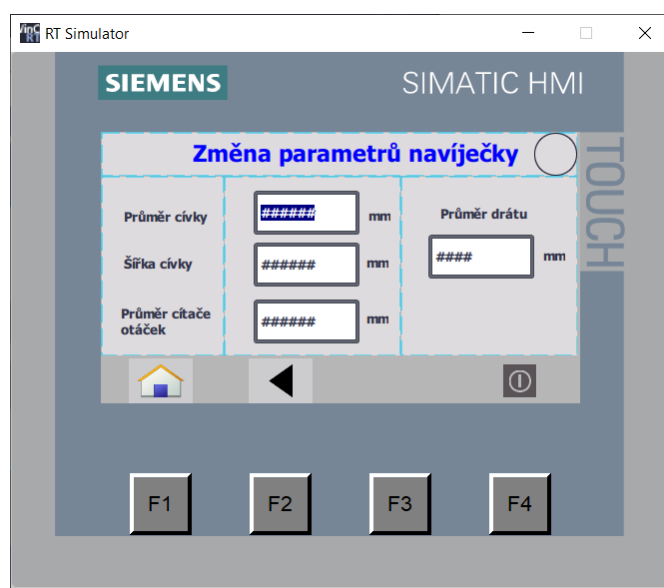 RT Simulator
SIEMENS
SIMATIC HMI
TOUCH
Změna parametrů navíječky
Průměr cívky
###### mm
Šířka cívky
###### mm
Průměr cítače
otáček
###### mm
Průměr drátu
#### mm
F1
F2
F3
F4